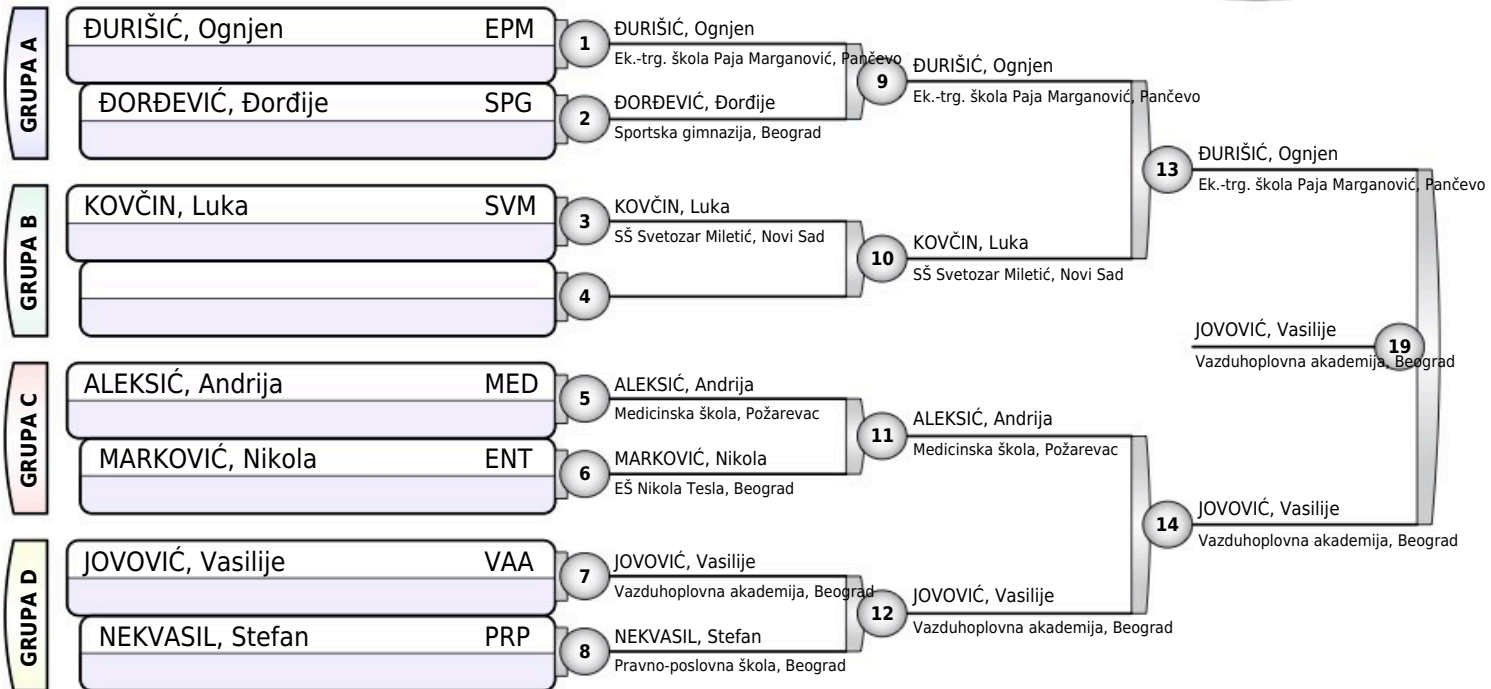 GRUPA A
ĐURIŠIĆ, Ognjen EPM
ĐORĐEVIĆ, Đorđije SPG
GRUPA B
KOVČIN, Luka SVM
GRUPA C
ALEKSIĆ, Andrija MED
MARKOVIĆ, Nikola ENT
GRUPA D
JOVOVIĆ, Vasilije VAA
NEKVASIL, Stefan PRP
1
ĐURIŠIĆ, Ognjen
Ek.-trg. škola Paja Marganović, Pančevo
2
ĐORĐEVIĆ, Đorđije
Sportska gimnazija, Beograd
3
KOVČIN, Luka
SŠ Svetozar Miletić, Novi Sad
4
5
ALEKSIĆ, Andrija
Medicinska škola, Požarevac
6
MARKOVIĆ, Nikola
EŠ Nikola Tesla, Beograd
7
JOVOVIĆ, Vasilije
Vazduhoplovna akademija, Beograd
8
NEKVASIL, Stefan
Pravno-poslovna škola, Beograd
9
ĐURIŠIĆ, Ognjen
Ek.-trg. škola Paja Marganović, Pančevo
10
KOVČIN, Luka
SŠ Svetozar Miletić, Novi Sad
11
ALEKSIĆ, Andrija
Medicinska škola, Požarevac
12
JOVOVIĆ, Vasilije
Vazduhoplovna akademija, Beograd
13
ĐURIŠIĆ, Ognjen
Ek.-trg. škola Paja Marganović, Pančevo
14
JOVOVIĆ, Vasilije
Vazduhoplovna akademija, Beograd
19
JOVOVIĆ, Vasilije
Vazduhoplovna akademija, Beograd